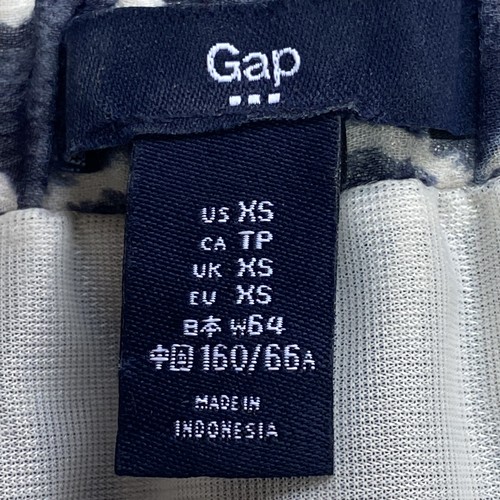 Gap
US XS
CA TP
UK XS
EU XS
日本 W64
中国 160/66A
MADE IN
INDONESIA